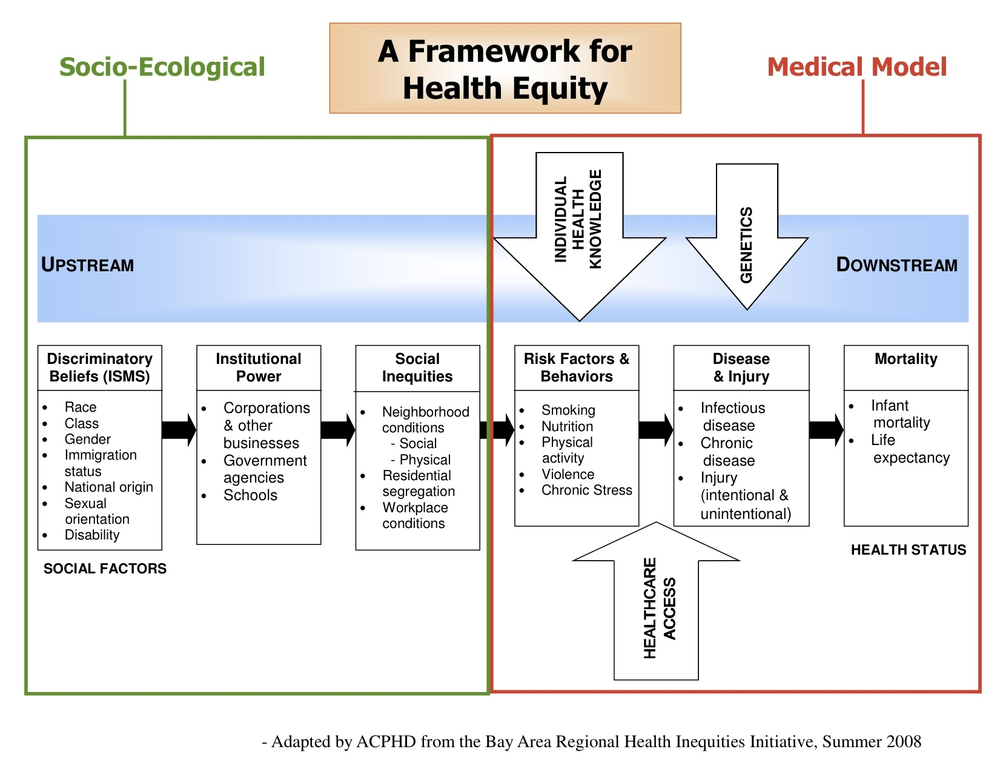 A Framework for
Health Equity
Socio-Ecological
Medical Model
INDIVIDUAL
HEALTH
KNOWLEDGE
GENETICS
UPSTREAM
DOWNSTREAM
Discriminatory
Beliefs (ISMS)
• Race
• Class
• Gender
• Immigration
status
• National origin
• Sexual
orientation
• Disability
SOCIAL FACTORS
Institutional
Power
• Corporations
& other
businesses
• Government
agencies
• Schools
Social
Inequities
• Neighborhood
conditions
- Social
- Physical
• Residential
segregation
• Workplace
conditions
Risk Factors &
Behaviors
• Smoking
• Nutrition
• Physical
activity
• Violence
• Chronic Stress
Disease
& Injury
• Infectious
disease
• Chronic
disease
• Injury
(intentional &
unintentional)
Mortality
• Infant
mortality
• Life
expectancy
HEALTH STATUS
HEALTHCARE
ACCESS
- Adapted by ACPHD from the Bay Area Regional Health Inequities Initiative, Summer 2008